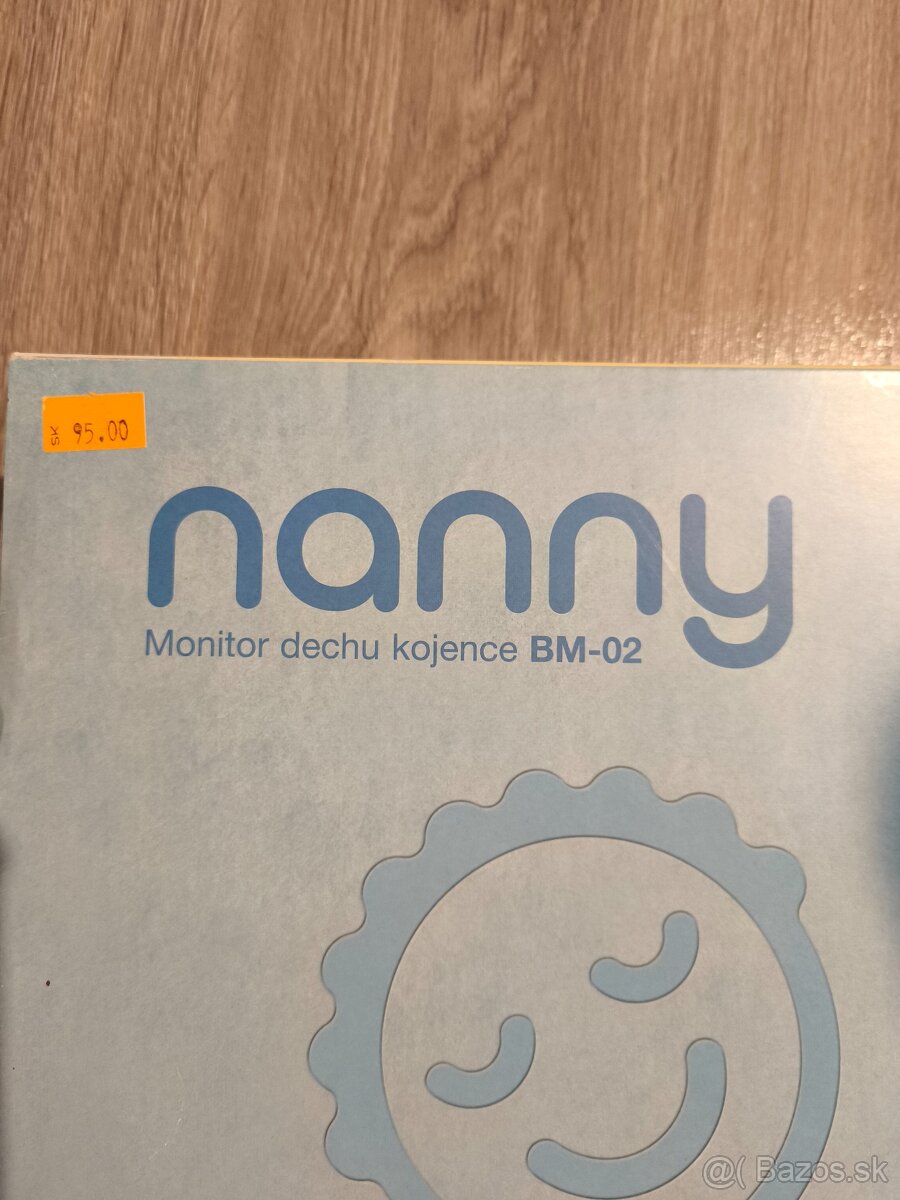 SK 95.00
nanny
Monitor dechu kojence BM-02
@( Bazos.sk